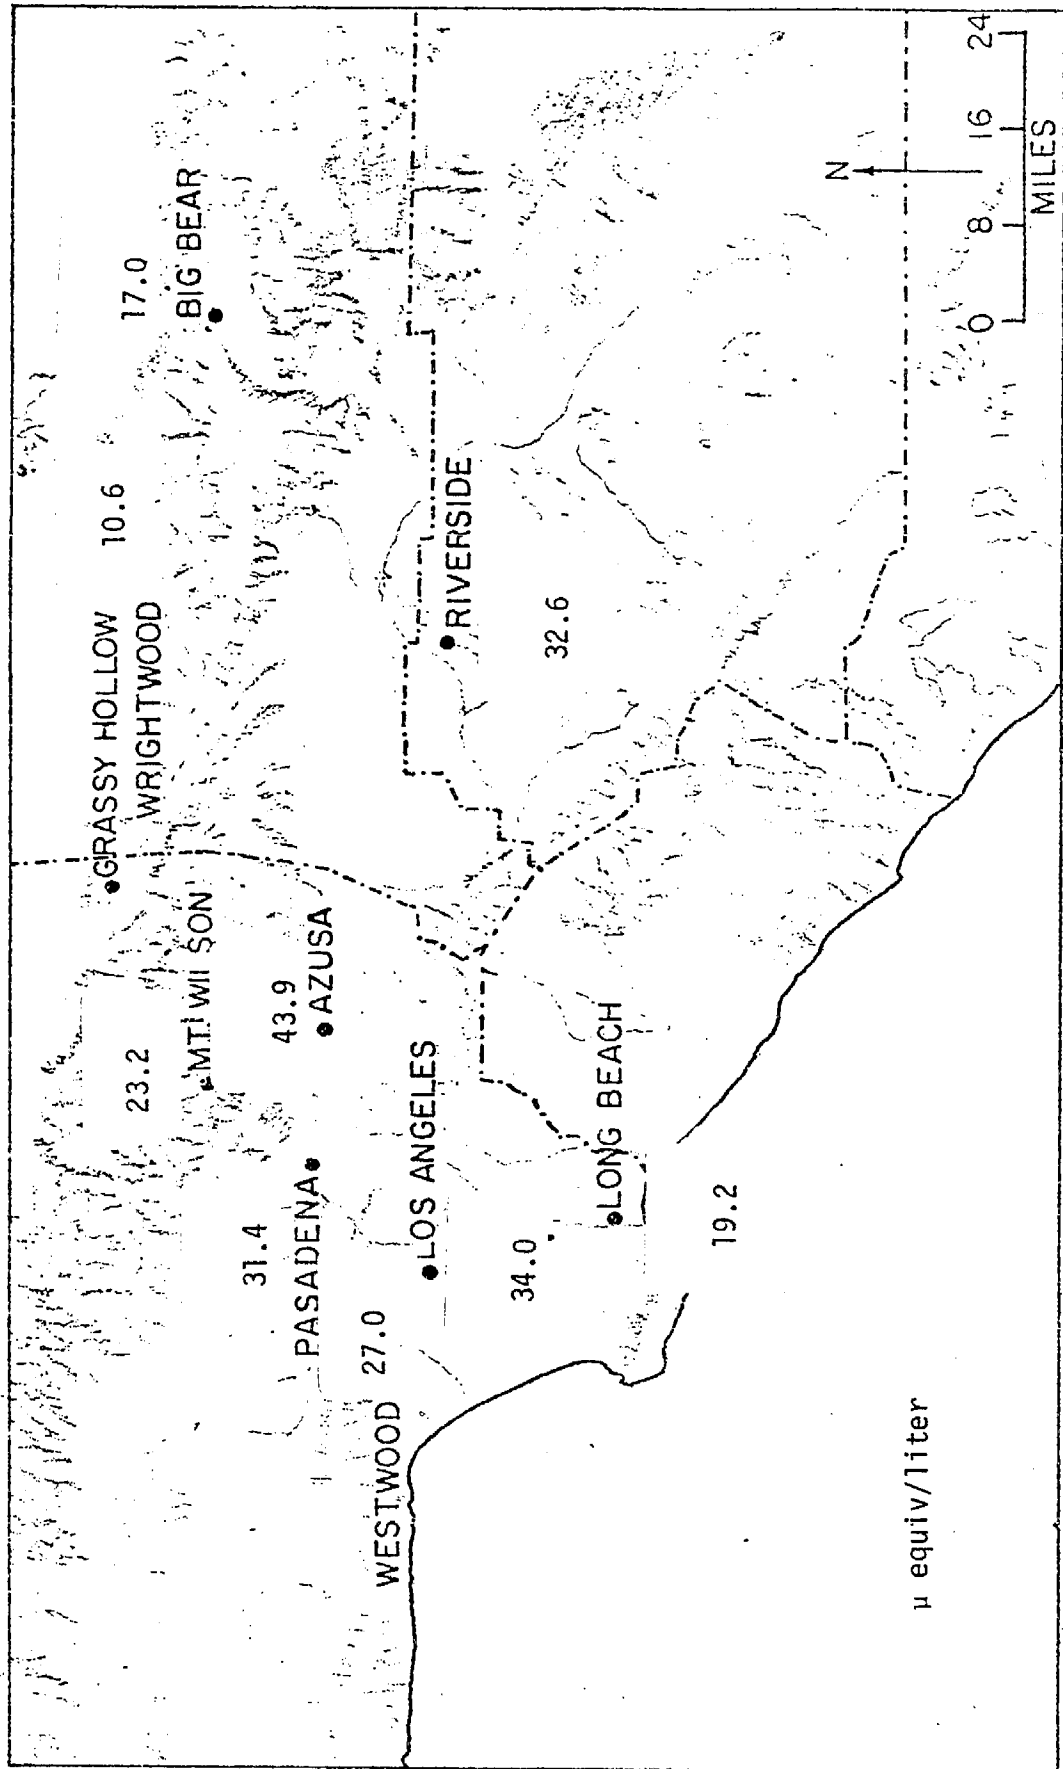 10.6
17.0
GRASSY HOLLOW
WRIGHTWOOD
BIG BEAR
23.2
MT. WILSON
31.4
43.9
PASADENA
AZUSA
WESTWOOD 27.0
LOS ANGELES
RIVERSIDE
34.0
32.6
LONG BEACH
19.2
N
μ equiv/liter
0 8 16 24
MILES